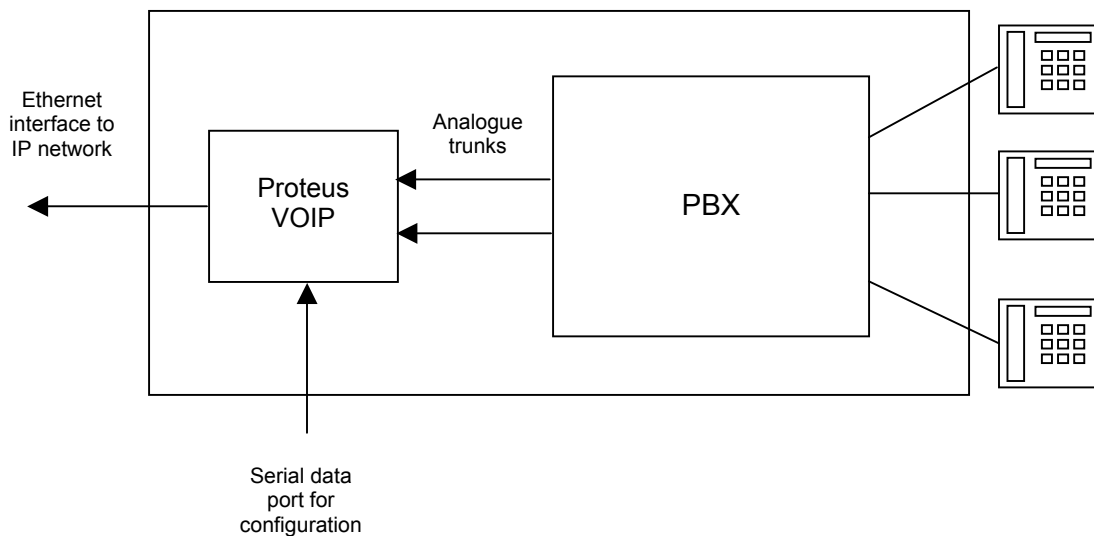 Ethernet
interface to
IP network
Proteus
VOIP
Analogue
trunks
PBX
Serial data
port for
configuration